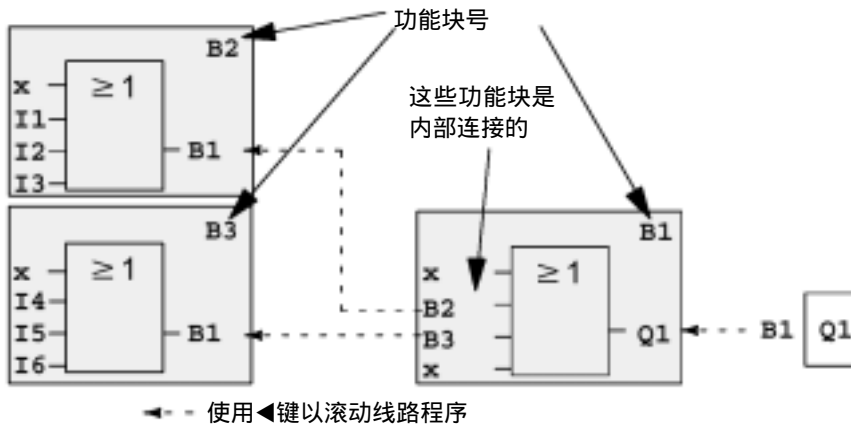 功能块号
B2
≥1
x
I1
I2
I3
B1
这些功能块是
内部连接的
B3
≥1
x
I4
I5
I6
B1
B1
≥1
x
B2
B3
x
Q1
B1
Q1
使用◀键以滚动线路程序